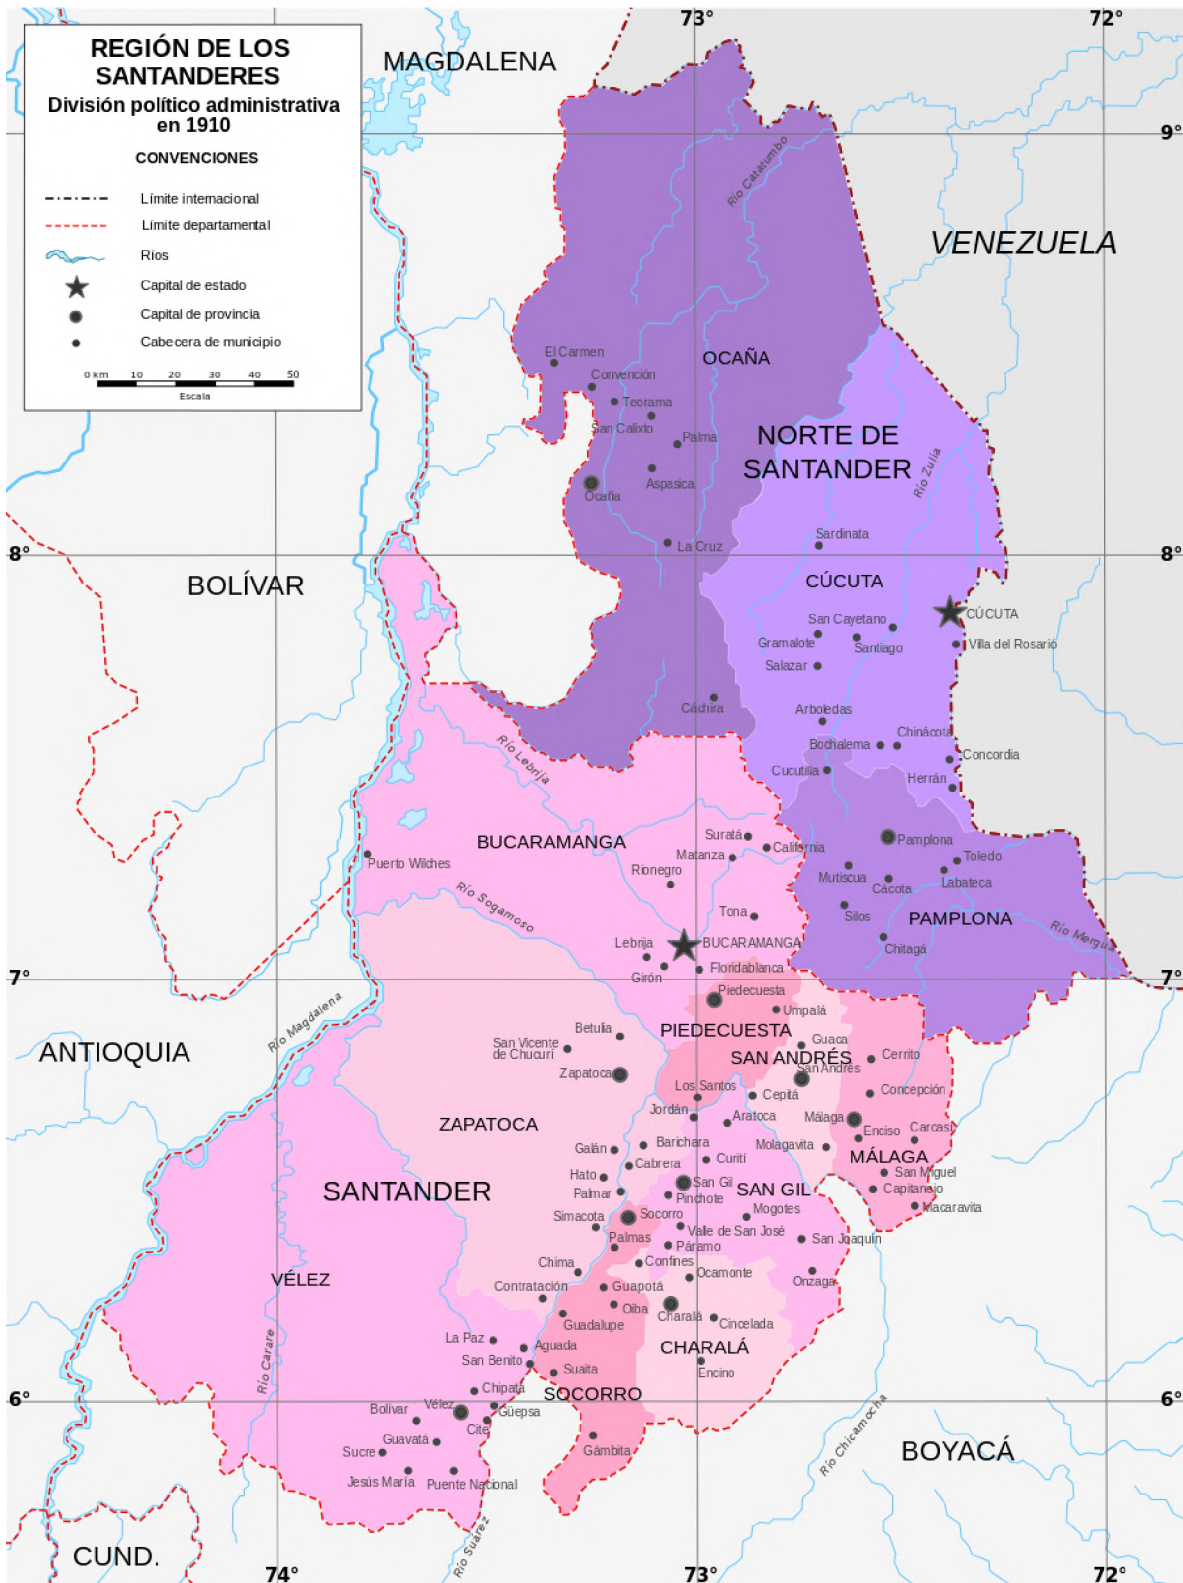 73°
72°
REGIÓN DE LOS
SANTANDERES
División político administrativa
en 1910
CONVENCIONES
Límite internacional
Límite departamental
Ríos
Capital de estado
Capital de provincia
Cabecera de municipio
0 km 10 20 30 40 50
Escala
MAGDALENA
9°
Río Catatumbo
VENEZUELA
El Carmen
OCAÑA
Convención
Teorama
San Calixto
Palma
NORTE DE
SANTANDER
Río Zulia
Aspasica
Ocaña
Sardinata
La Cruz
8°
8°
BOLÍVAR
CÚCUTA
CÚCUTA
San Cayetano
Gramalote
Santiago
Villa del Rosario
Salazar
Cáchira
Arboledas
Chinácota
Bochalema
Concordia
Cucutilla
Herrán
Río Lebrija
Suratá
California
Pamplona
BUCARAMANGA
Matanza
Toledo
Puerto Wilches
Rionegro
Mutiscua
Cácota
Labateca
Río Sogamoso
Tona
Silos
PAMPLONA
Río Mergua
Lebrija
BUCARAMANGA
Chitagá
Girón
Floridablanca
7°
7°
Piedecuesta
Río Magdalena
Umpalá
Betulia
PIEDECUESTA
Guaca
ANTIOQUIA
San Vicente
de Chucurí
SAN ANDRÉS
Cerrito
San Andrés
Zapatoca
Los Santos
Cepitá
Concepción
Jordán
Aratoca
Málaga
ZAPATOCA
Enciso
Carcasí
Barichara
Molagavita
Galán
Curití
MÁLAGA
Cabrera
San Miguel
Hato
SANTANDER
Palmar
San Gil
SAN GIL
Capitanejo
Pinchote
Macaravita
Simacota
Socorro
Mogotes
Palmas
Valle de San José
San Joaquín
Páramo
Chima
Confines
VÉLEZ
Ocamonte
Onzaga
Contratación
Guapotá
Oiba
Charalá
Guadalupe
Cincelada
La Paz
Aguada
CHARALÁ
San Benito
Suaita
Encino
Río Carare
Chipatá
SOCORRO
6°
6°
Bolívar
Vélez
Güepsa
Cite
Guavatá
Gámbita
Sucre
Río Chicamocha
BOYACÁ
Jesús María
Puente Nacional
Río Suárez
CUND.
74°
73°
72°